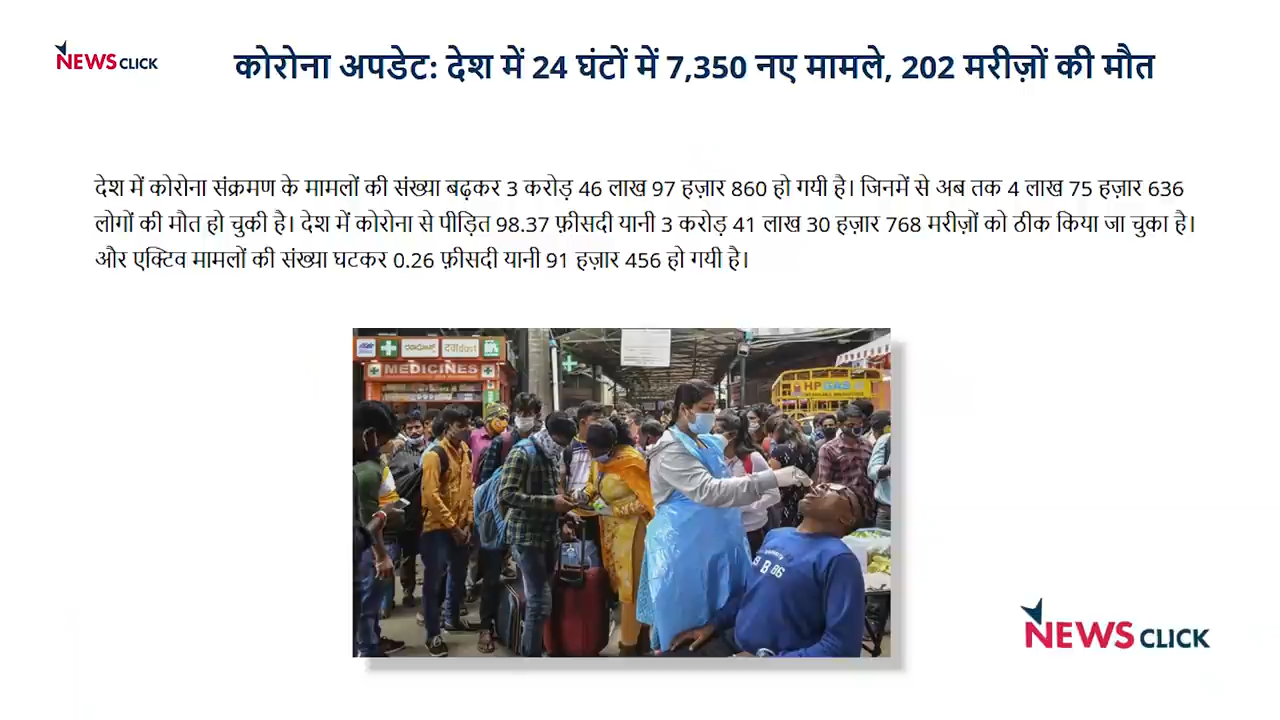 NEWSCLICK
कोरोना अपडेट: देश में 24 घंटों में 7,350 नए मामले, 202 मरीज़ों की मौत
देश में कोरोना संक्रमण के मामलों की संख्या बढ़कर 3 करोड़ 46 लाख 97 हज़ार 860 हो गयी है। जिनमें से अब तक 4 लाख 75 हज़ार 636
लोगों की मौत हो चुकी है। देश में कोरोना से पीड़ित 98.37 फ़ीसदी यानी 3 करोड़ 41 लाख 30 हज़ार 768 मरीज़ों को ठीक किया जा चुका है।
और एक्टिव मामलों की संख्या घटकर 0.26 फ़ीसदी यानी 91 हज़ार 456 हो गयी है।
MEDICINES
HP GAS
B B 86
NEWSCLICK